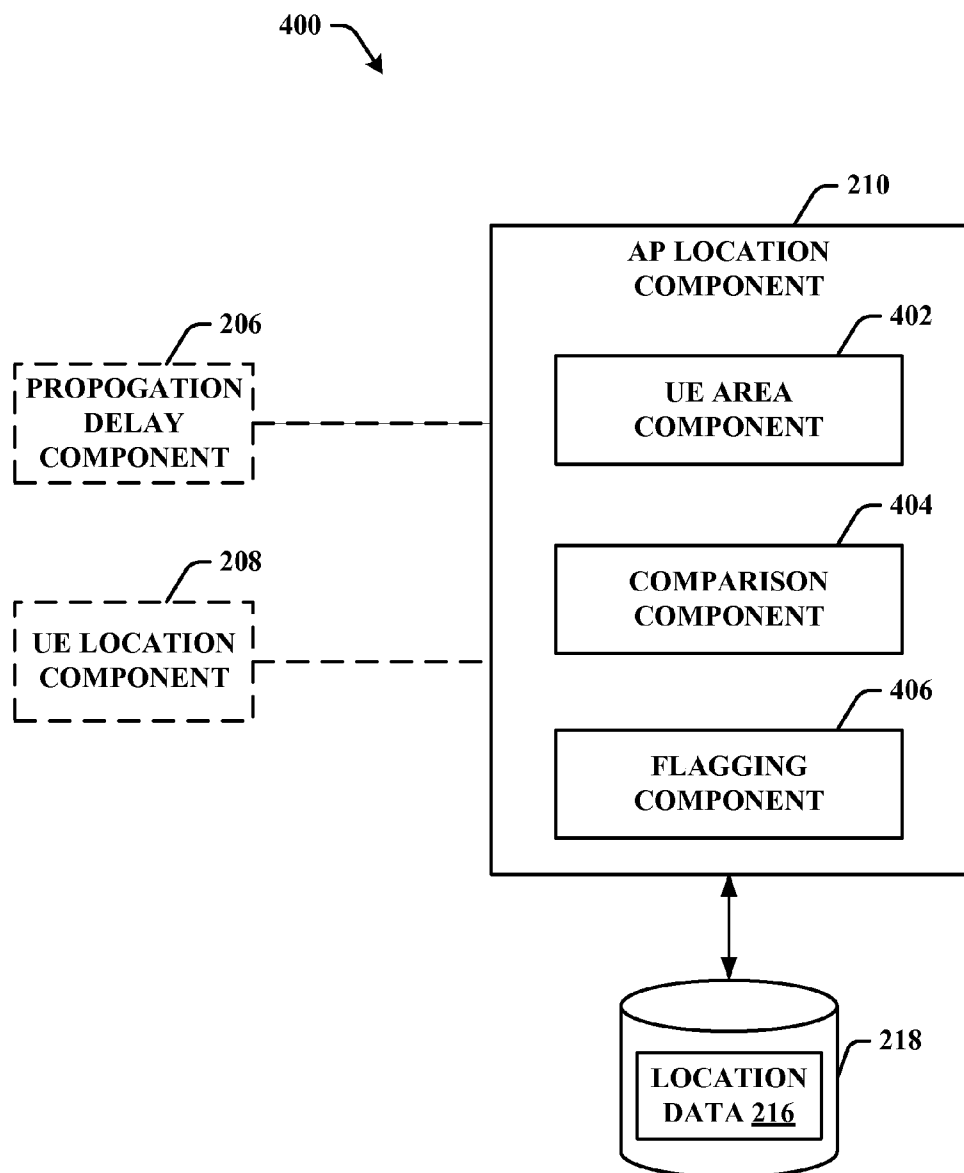 400
210
AP LOCATION
COMPONENT
206
PROPOGATION
DELAY
COMPONENT
402
UE AREA
COMPONENT
404
COMPARISON
COMPONENT
208
UE LOCATION
COMPONENT
406
FLAGGING
COMPONENT
218
LOCATION
DATA 216